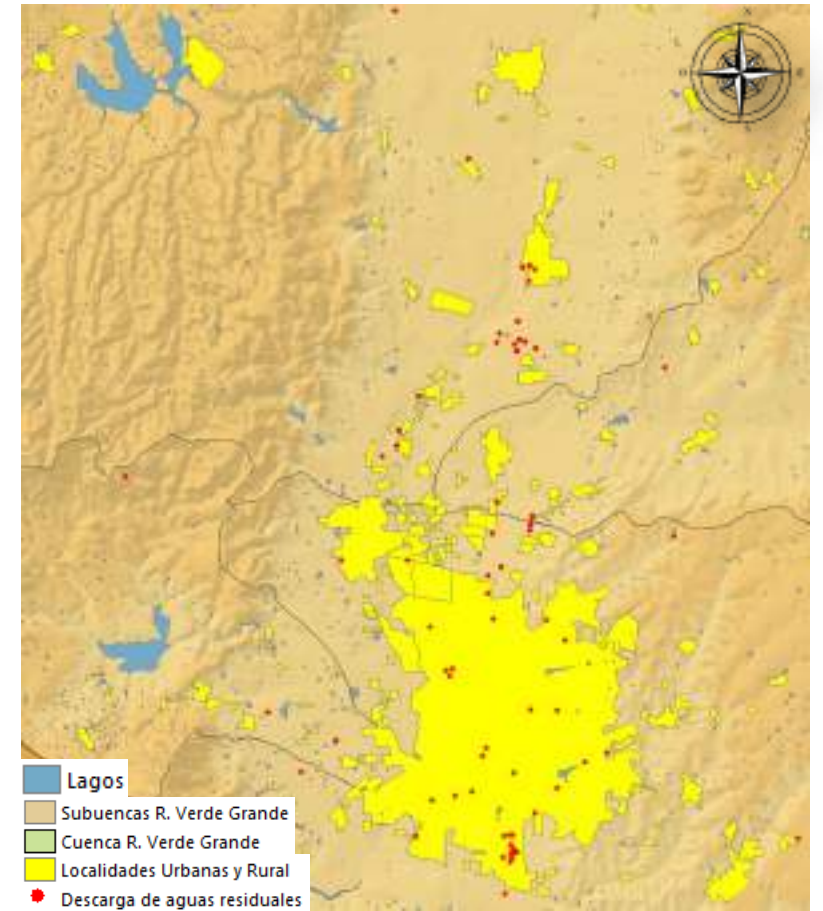 N
O
E
Lagos
Subuencas R. Verde Grande
Cuenca R. Verde Grande
Localidades Urbanas y Rural
Descarga de aguas residuales